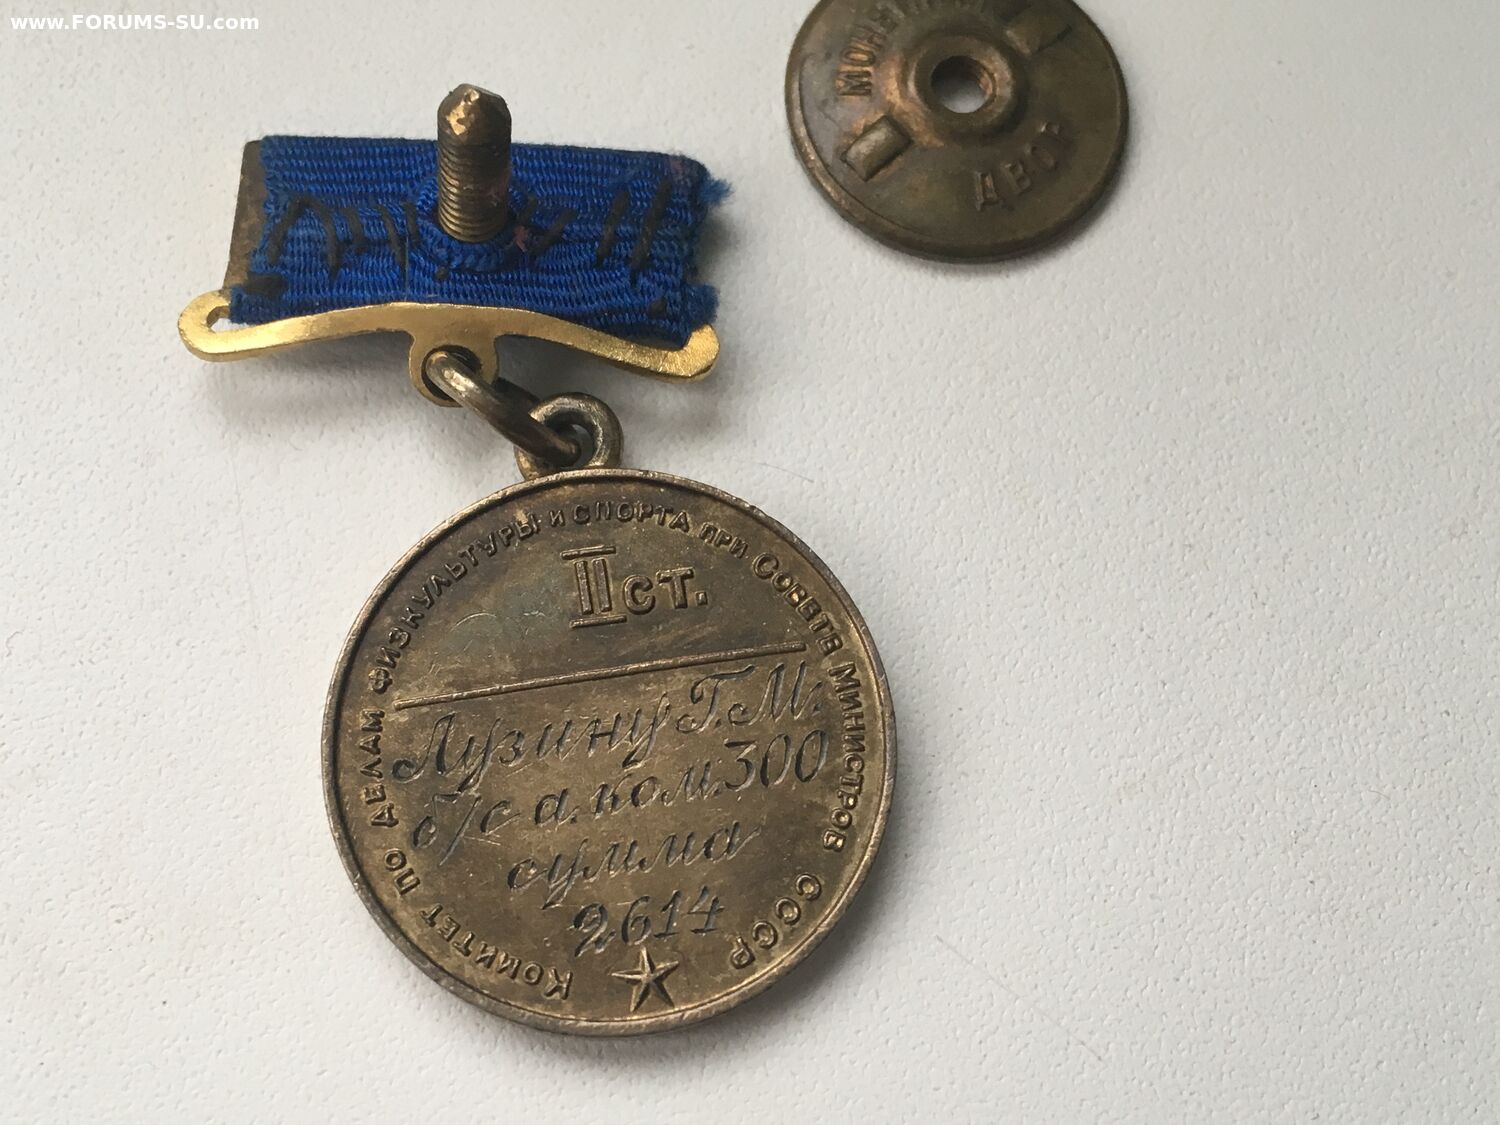 www.FORUMS-SU.com
МОНЕТНЫЙ
ДВОР
КОМИТЕТ ПО ДЕЛАМ ФИЗКУЛЬТУРЫ И СПОРТА ПРИ СОВЕТЕ МИНИСТРОВ СССР
II ст.
Лузину Г.М.
б/с а.ком.300
сумма
2614